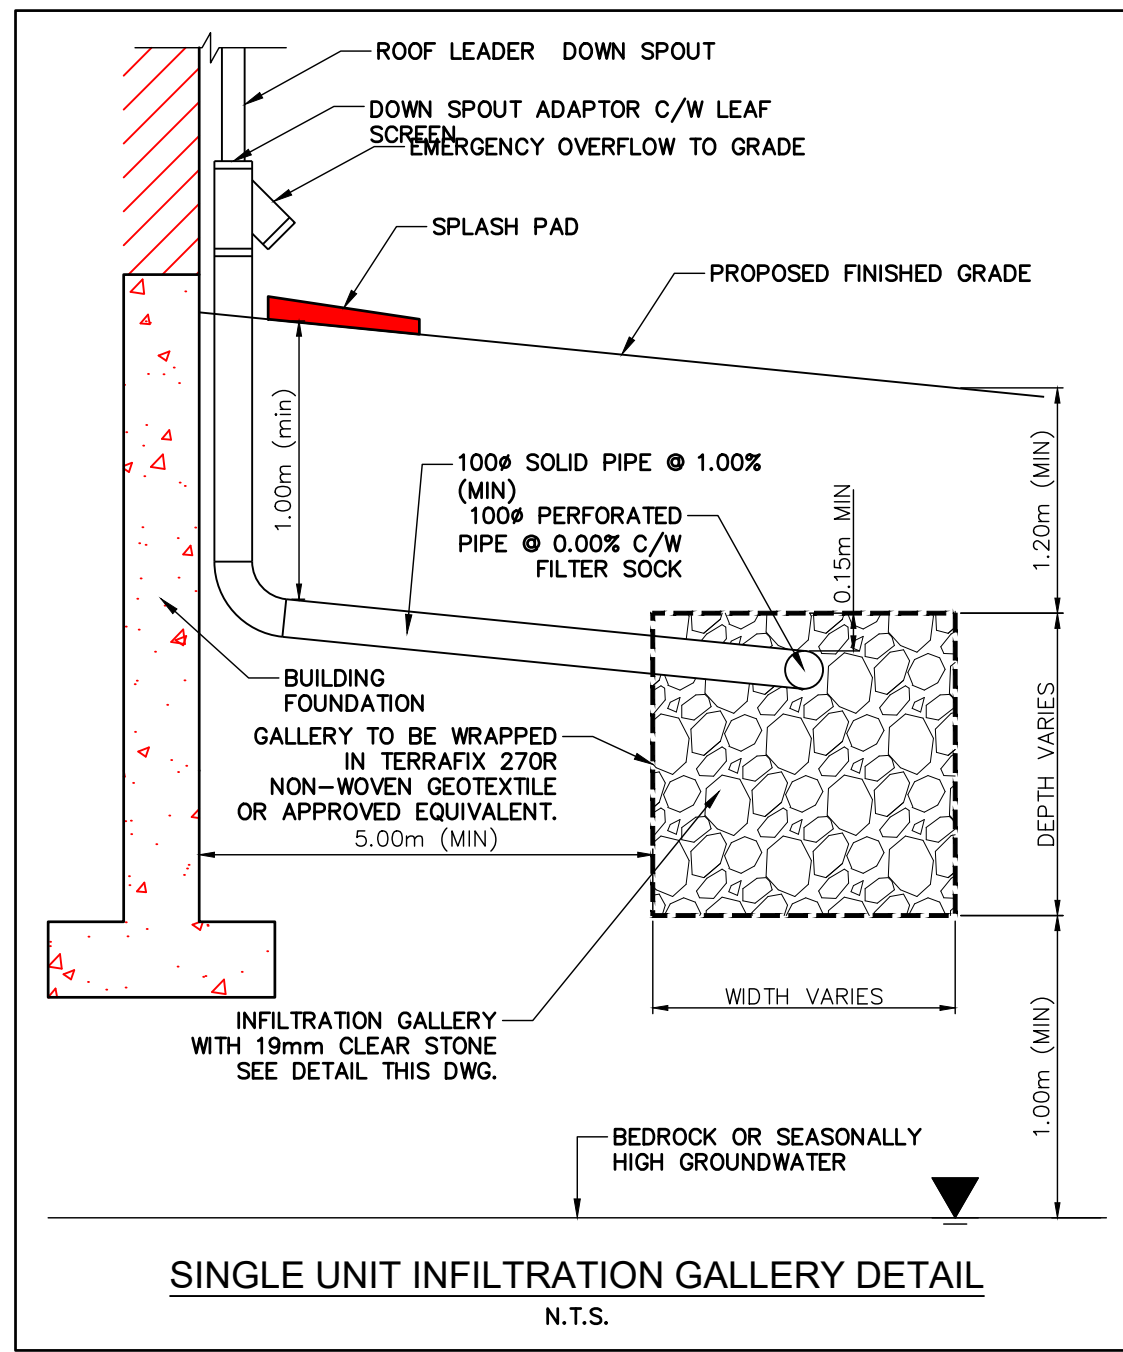 ROOF LEADER DOWN SPOUT
DOWN SPOUT ADAPTOR C/W LEAF
SCREEN
EMERGENCY OVERFLOW TO GRADE
SPLASH PAD
PROPOSED FINISHED GRADE
1.00m (min)
100ø SOLID PIPE @ 1.00%
(MIN)
100ø PERFORATED
PIPE @ 0.00% C/W
FILTER SOCK
0.15m MIN
1.20m (MIN)
BUILDING
FOUNDATION
GALLERY TO BE WRAPPED
IN TERRAFIX 270R
NON-WOVEN GEOTEXTILE
OR APPROVED EQUIVALENT.
5.00m (MIN)
DEPTH VARIES
WIDTH VARIES
INFILTRATION GALLERY
WITH 19mm CLEAR STONE
SEE DETAIL THIS DWG.
1.00m (MIN)
BEDROCK OR SEASONALLY
HIGH GROUNDWATER
SINGLE UNIT INFILTRATION GALLERY DETAIL
N.T.S.